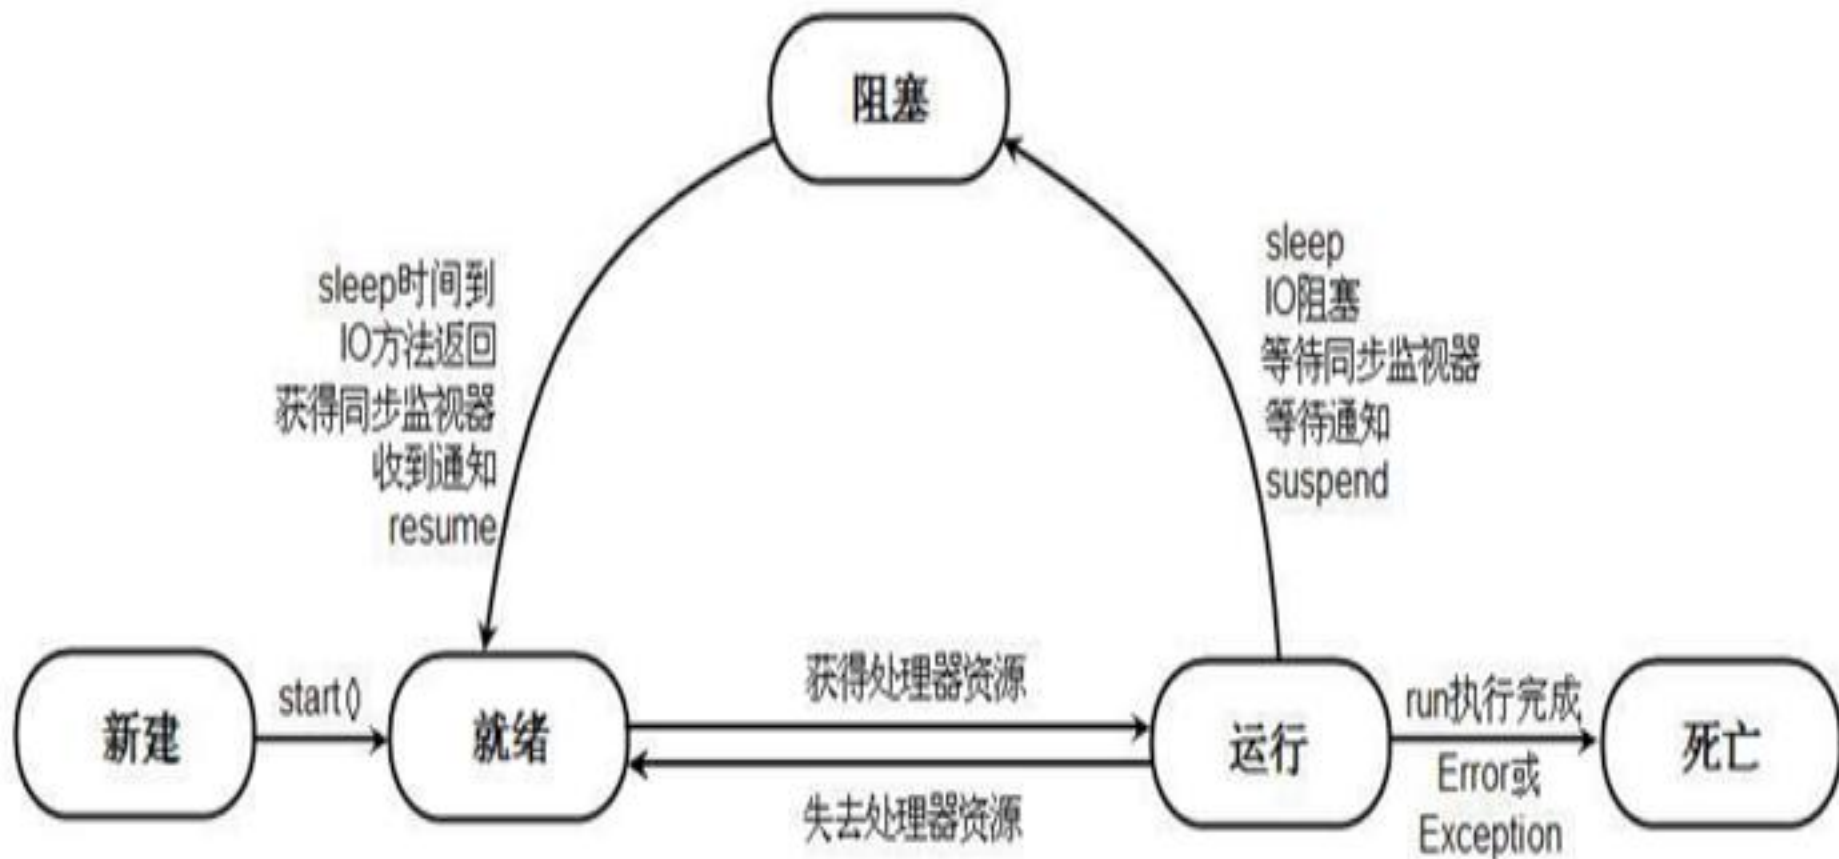 阻塞
sleep时间到
IO方法返回
获得同步监视器
收到通知
resume
sleep
IO阻塞
等待同步监视器
等待通知
suspend
新建
start()
就绪
获得处理器资源
失去处理器资源
运行
run执行完成
Error或
Exception
死亡